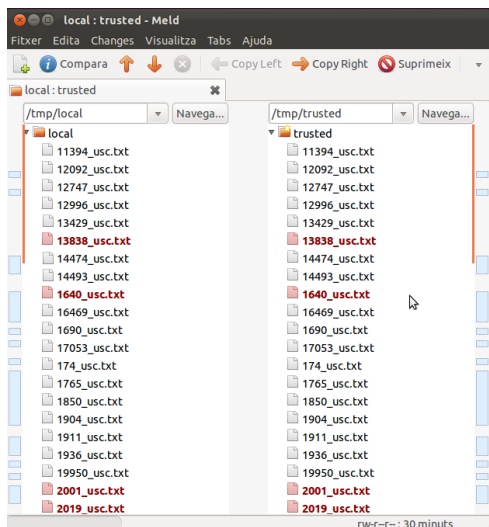 local : trusted - Meld
Fitxer Edita Changes Visualitza Tabs Ajuda
Compara Copy Left Copy Right Suprimeix
local : trusted
/tmp/local Navega... /tmp/trusted Navega...
local trusted
11394_usc.txt 11394_usc.txt
12092_usc.txt 12092_usc.txt
12747_usc.txt 12747_usc.txt
12996_usc.txt 12996_usc.txt
13429_usc.txt 13429_usc.txt
13838_usc.txt 13838_usc.txt
14474_usc.txt 14474_usc.txt
14493_usc.txt 14493_usc.txt
1640_usc.txt 1640_usc.txt
16469_usc.txt 16469_usc.txt
1690_usc.txt 1690_usc.txt
17053_usc.txt 17053_usc.txt
174_usc.txt 174_usc.txt
1765_usc.txt 1765_usc.txt
1850_usc.txt 1850_usc.txt
1904_usc.txt 1904_usc.txt
1911_usc.txt 1911_usc.txt
1936_usc.txt 1936_usc.txt
19950_usc.txt 19950_usc.txt
2001_usc.txt 2001_usc.txt
2019_usc.txt 2019_usc.txt
rw-r--r-- : 30 minuts